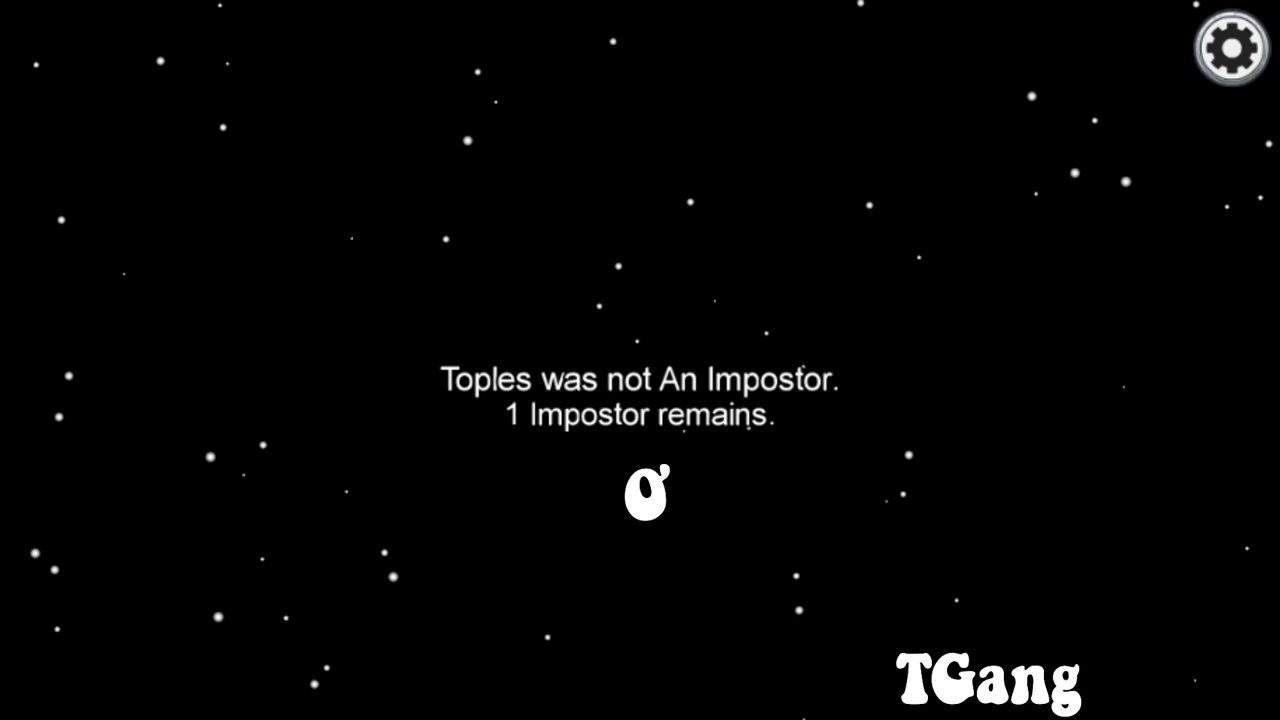 Toples was not An Impostor.
1 Impostor remains.
Ơ
TGang